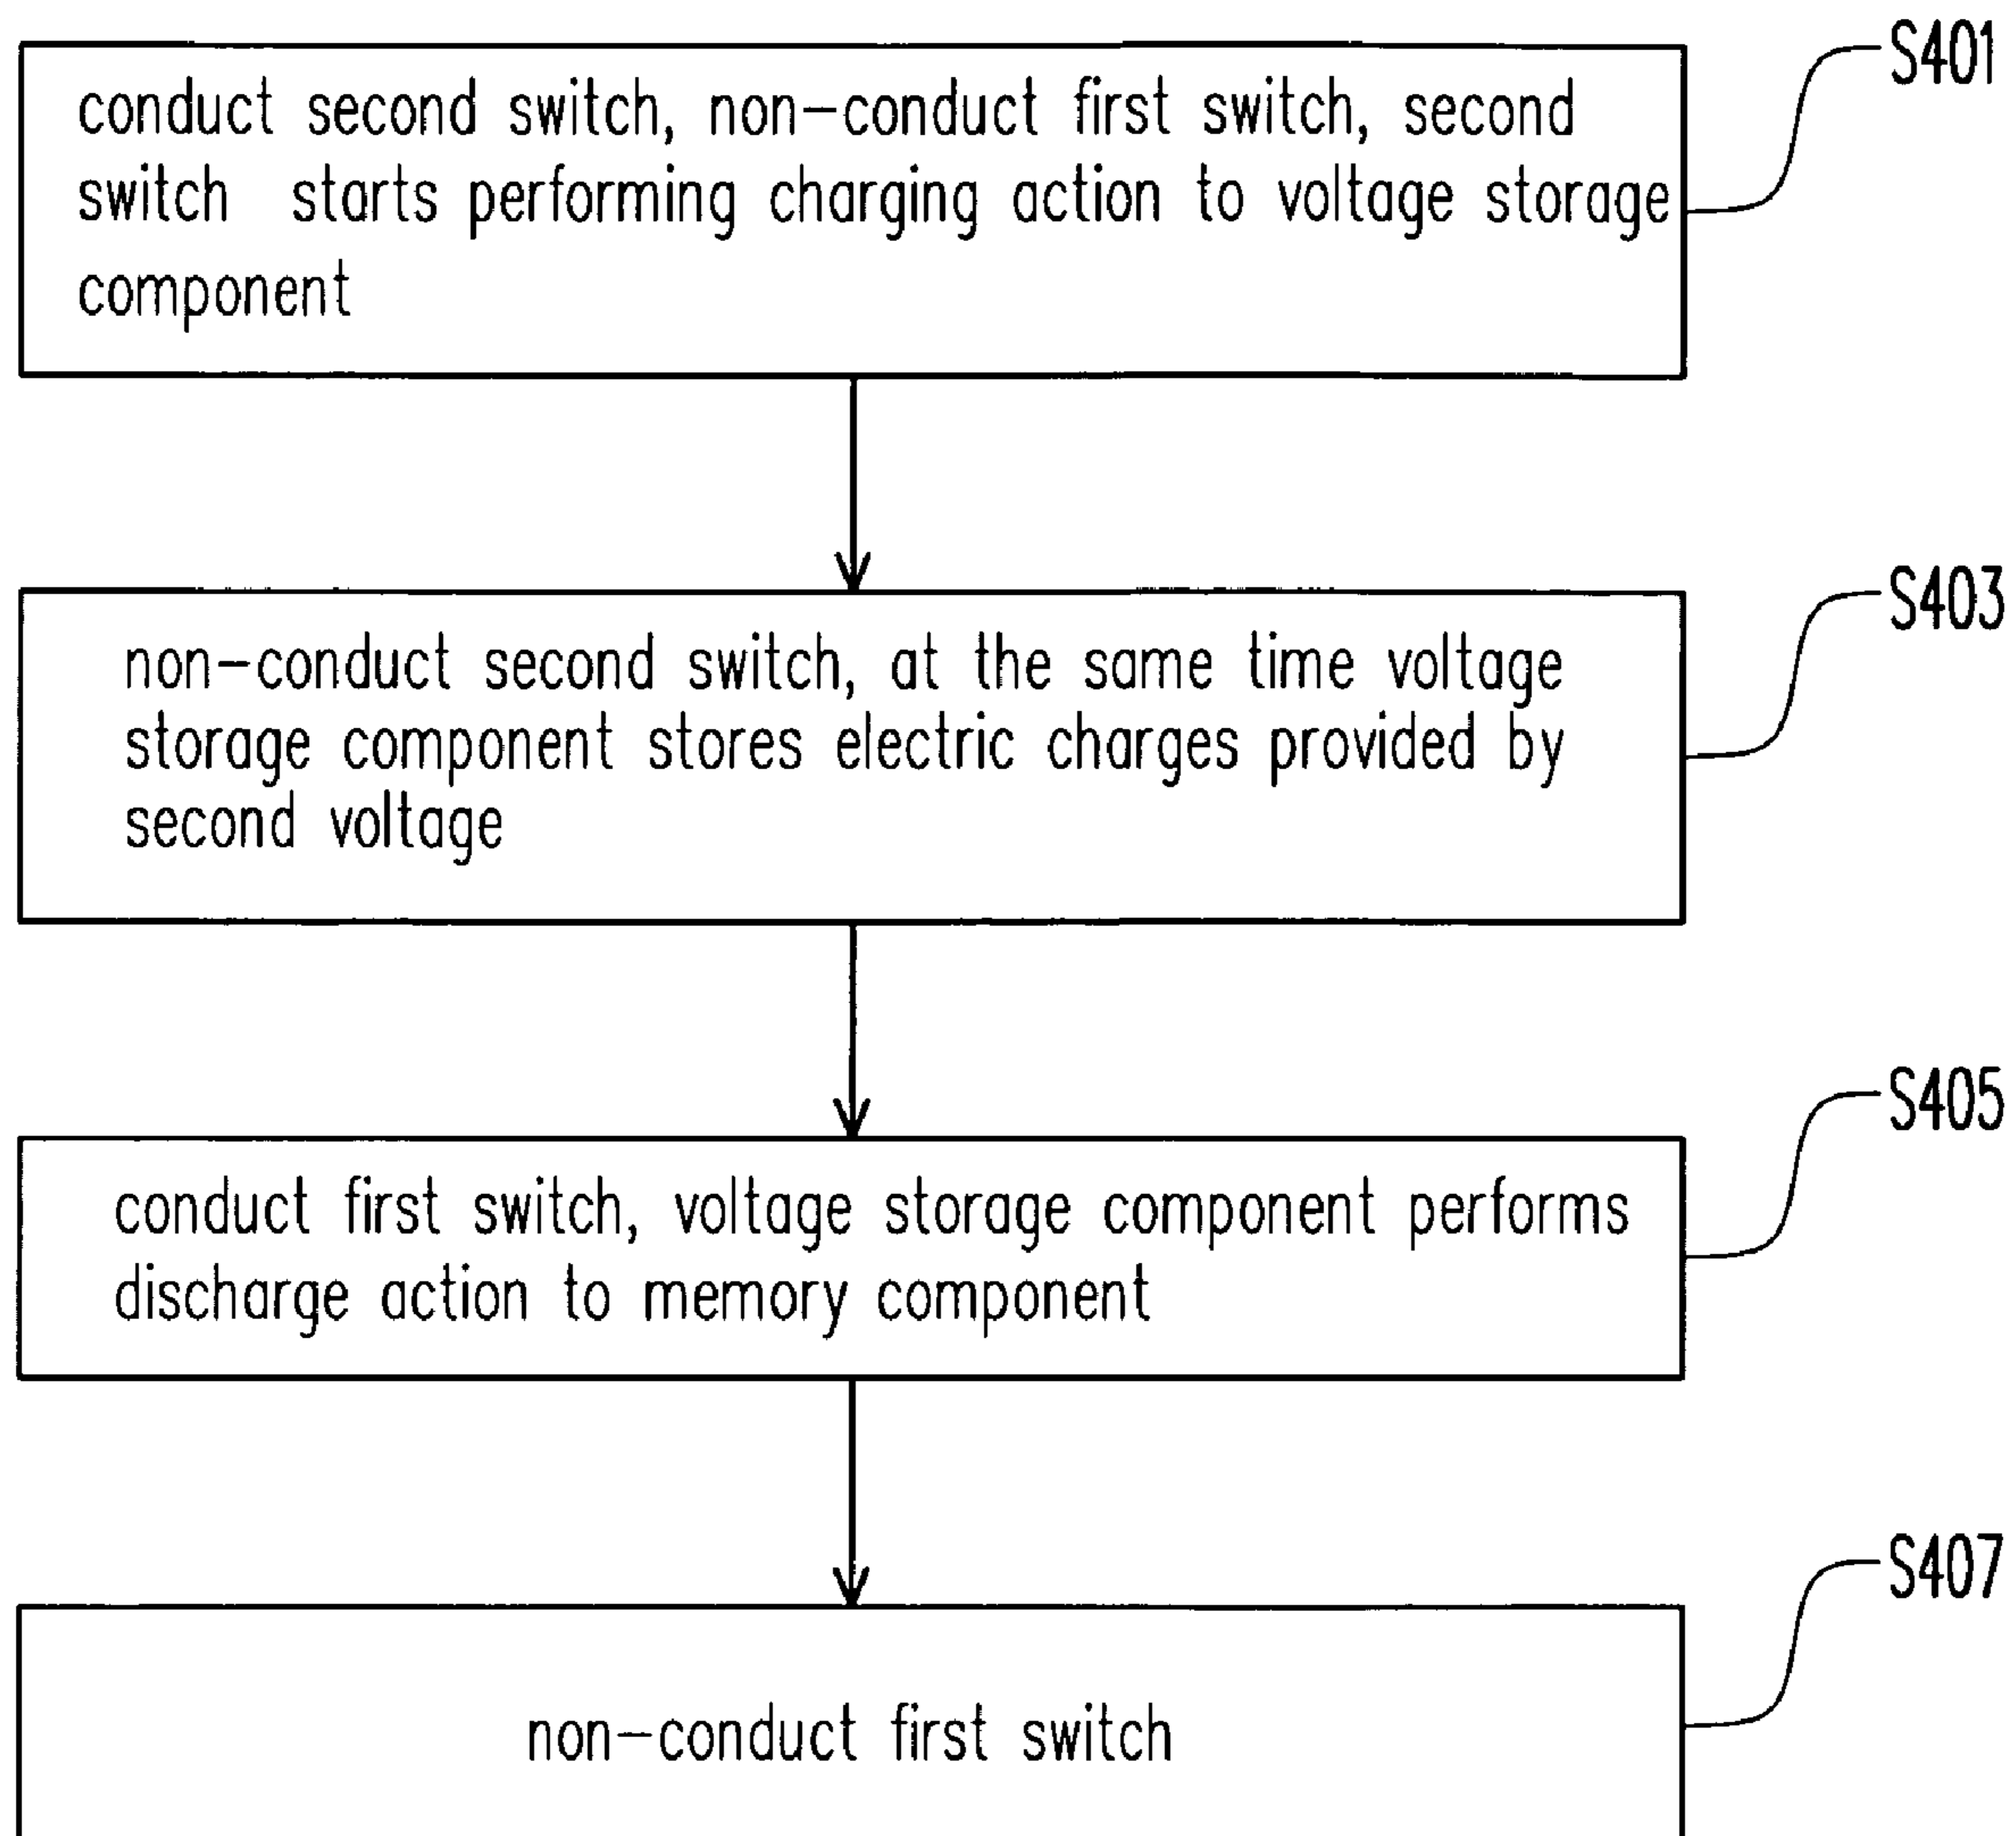 S401
conduct second switch, non-conduct first switch, second
switch starts performing charging action to voltage storage
component
S403
non-conduct second switch, at the same time voltage
storage component stores electric charges provided by
second voltage
S405
conduct first switch, voltage storage component performs
discharge action to memory component
S407
non-conduct first switch